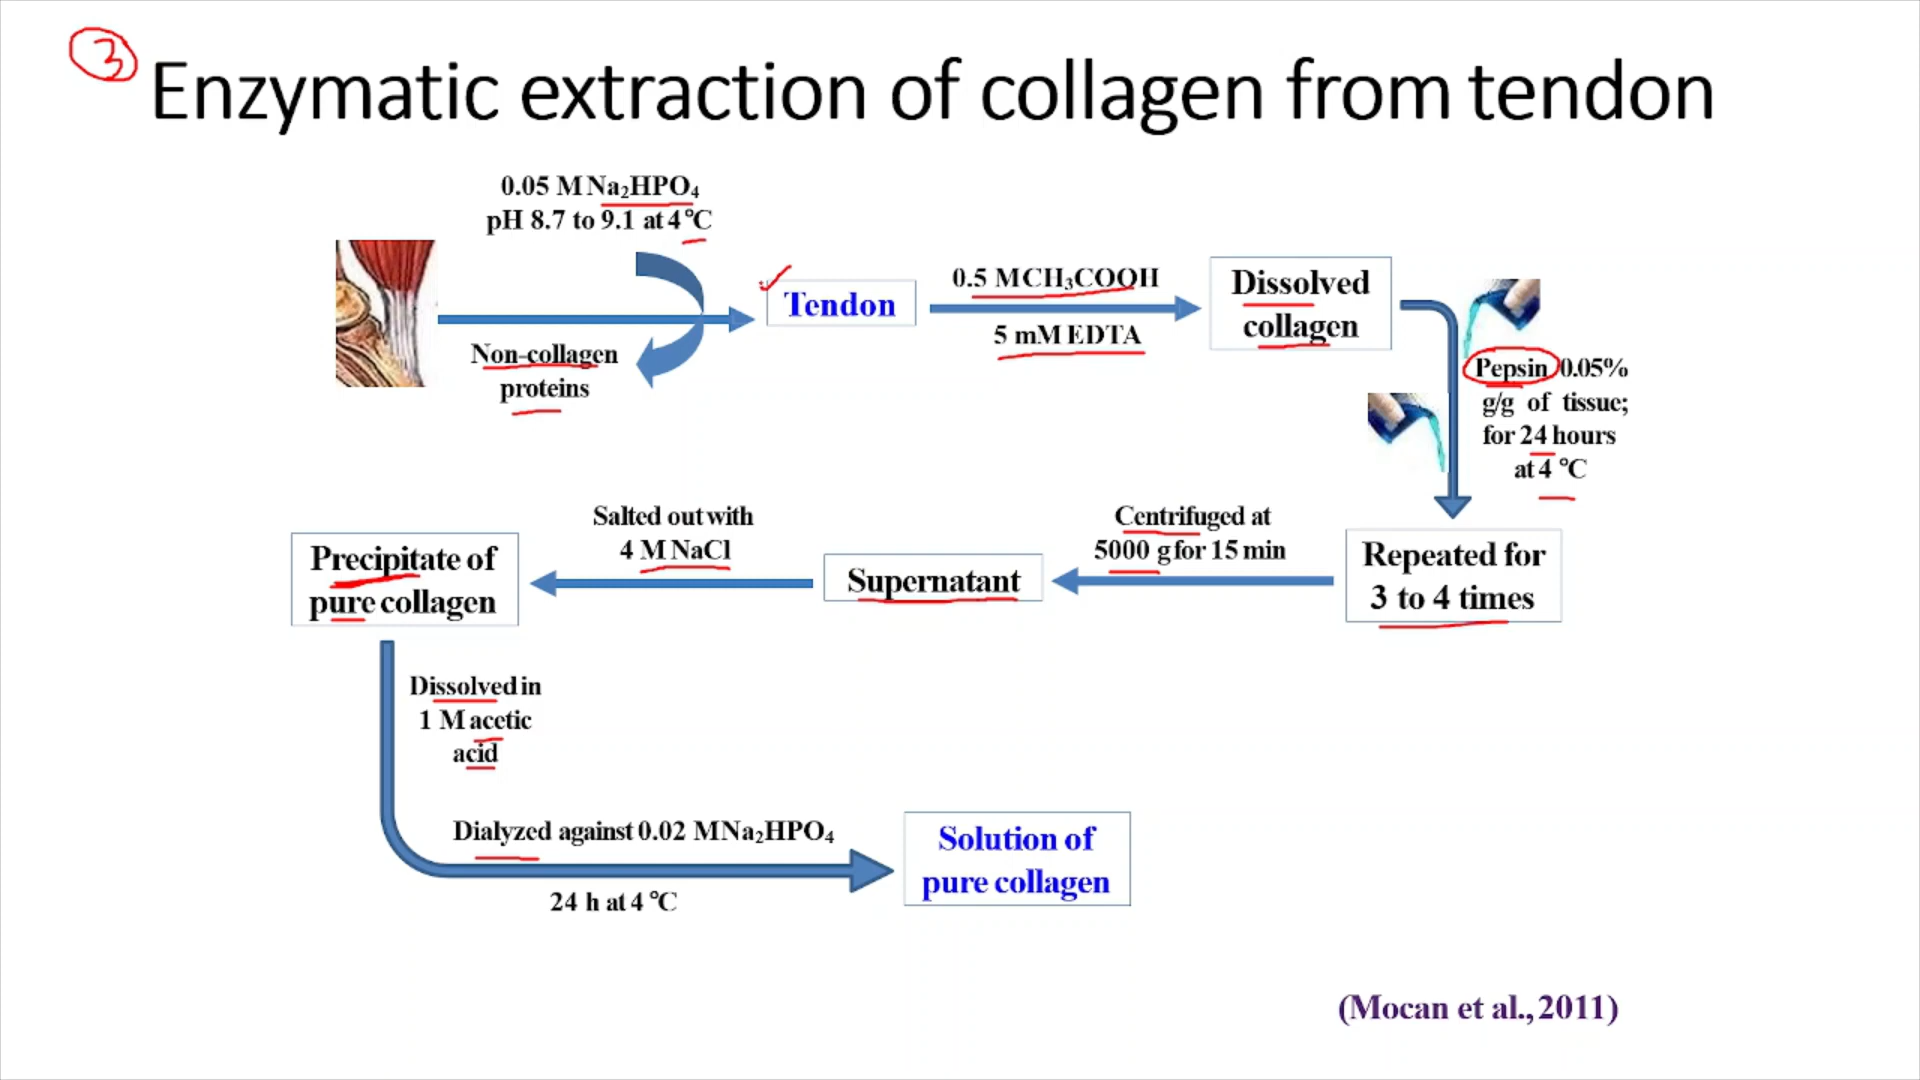 3
Enzymatic extraction of collagen from tendon
0.05 M Na₂HPO₄
pH 8.7 to 9.1 at 4 °C
Non-collagen
proteins
Tendon
0.5 MCH₃COOH
5 mM EDTA
Dissolved
collagen
Pepsin 0.05%
g/g of tissue;
for 24 hours
at 4 °C
Repeated for
3 to 4 times
Centrifuged at
5000 g for 15 min
Supernatant
Salted out with
4 M NaCl
Precipitate of
pure collagen
Dissolved in
1 M acetic
acid
Dialyzed against 0.02 MNa₂HPO₄
24 h at 4 °C
Solution of
pure collagen
(Mocan et al., 2011)